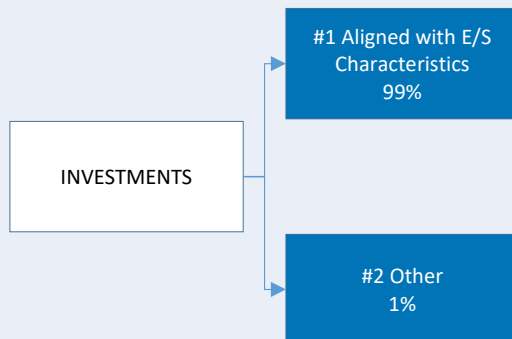 #1 Aligned with E/S
Characteristics
99%
INVESTMENTS
#2 Other
1%